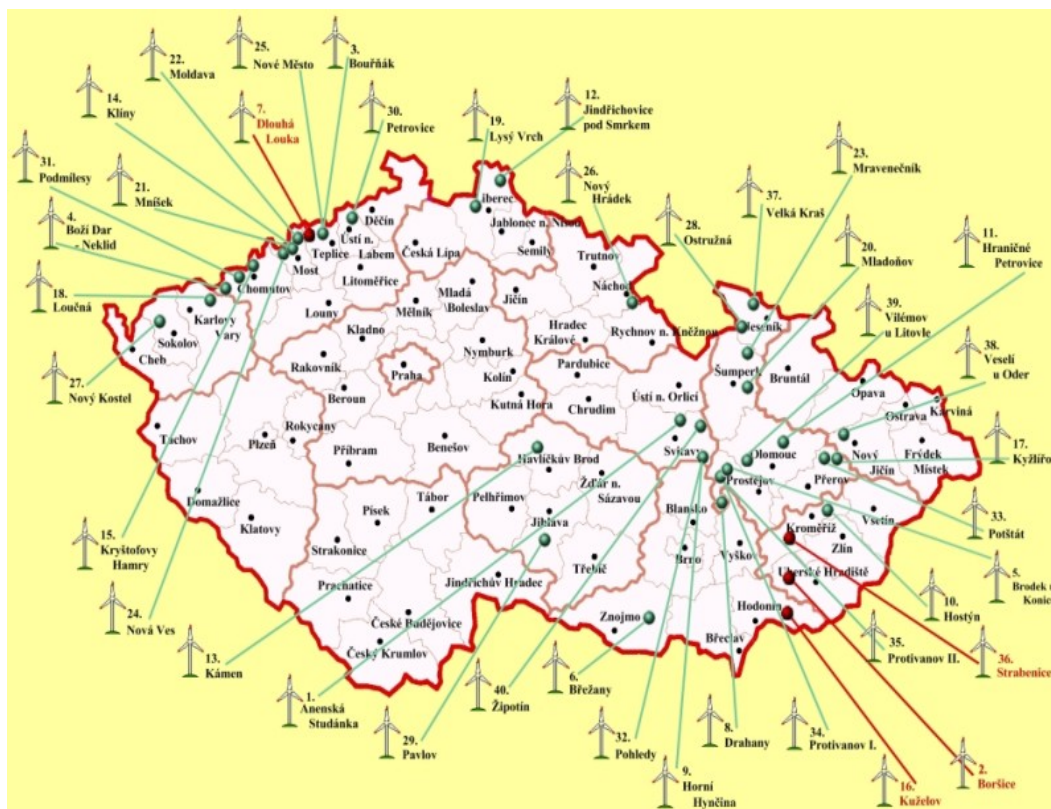 22.
Moldava
25.
Nové Město
3.
Bouřňák
14.
Klíny
7.
Dlouhá
Louka
30.
Petrovice
19.
Lysý Vrch
12.
Jindřichovice
pod Smrkem
23.
Mravenečník
31.
Podmílesy
21.
Mníšek
26.
Nový
Hrádek
37.
Velká Kraš
4.
Boží Dar
- Neklid
28.
Ostružná
20.
Mladoňov
11.
Hraničné
Petrovice
18.
Loučná
39.
Vilémov
u Litovle
38.
Veselí
u Oder
27.
Nový Kostel
17.
15.
Kryštofovy
Hamry
33.
Potštát
24.
Nová Ves
5.
Brodek u
Konic
10.
Hostýn
13.
Kámen
35.
Protivanov II.
36.
Strabenice
1.
Anenská
Studánka
40.
Žipotín
6.
Břežany
29.
Pavlov
32.
Pohledy
8.
Drahany
34.
Protivanov I.
9.
Horní
Hynčina
16.
Kuželov
2.
Boršice
Děčín
Ústí n.
Labem
Teplice
Most
Litoměřice
Chomutov
Louny
Karlovy
Vary
Sokolov
Cheb
Česká Lípa
iberec
Jablonec n. Nisou
Semily
Trutnov
Náchod
Jičín
Mladá
Boleslav
Mělník
Kladno
Rakovník
Praha
Beroun
Nymburk
Kolín
Kutná Hora
Hradec
Králové
Rychnov n. Kněžnou
Pardubice
Chrudim
Ústí n. Orlicí
Svitavy
Jeseník
Šumperk
Bruntál
Opava
Ostrava
Karviná
Frýdek
Místek
Nový
Jičín
Olomouc
Přerov
Prostějov
Vsetín
Kroměříž
Zlín
Uherské Hradiště
Hodonín
Břeclav
Vyško
Brno
Blansko
Znojmo
Třebíč
Jihlava
Žďár n.
Sázavou
Havlíčkův Brod
Pelhřimov
Benešov
Příbram
Rokycany
Plzeň
Tachov
Domažlice
Klatovy
Písek
Tábor
Strakonice
Prachatice
Jindřichův Hradec
České Budějovice
Český Krumlov